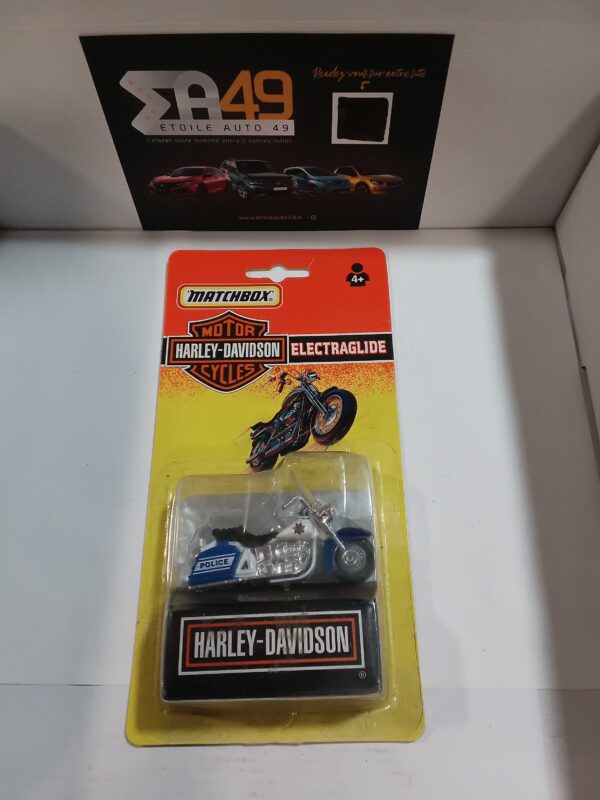 ΣA49
ÉTOILE AUTO 49
Rendez-vous sur notre site
www.etoileauto49.fr
MATCHBOX
4+
MOTOR
HARLEY-DAVIDSON
CYCLES
ELECTRAGLIDE
POLICE
HARLEY-DAVIDSON
®